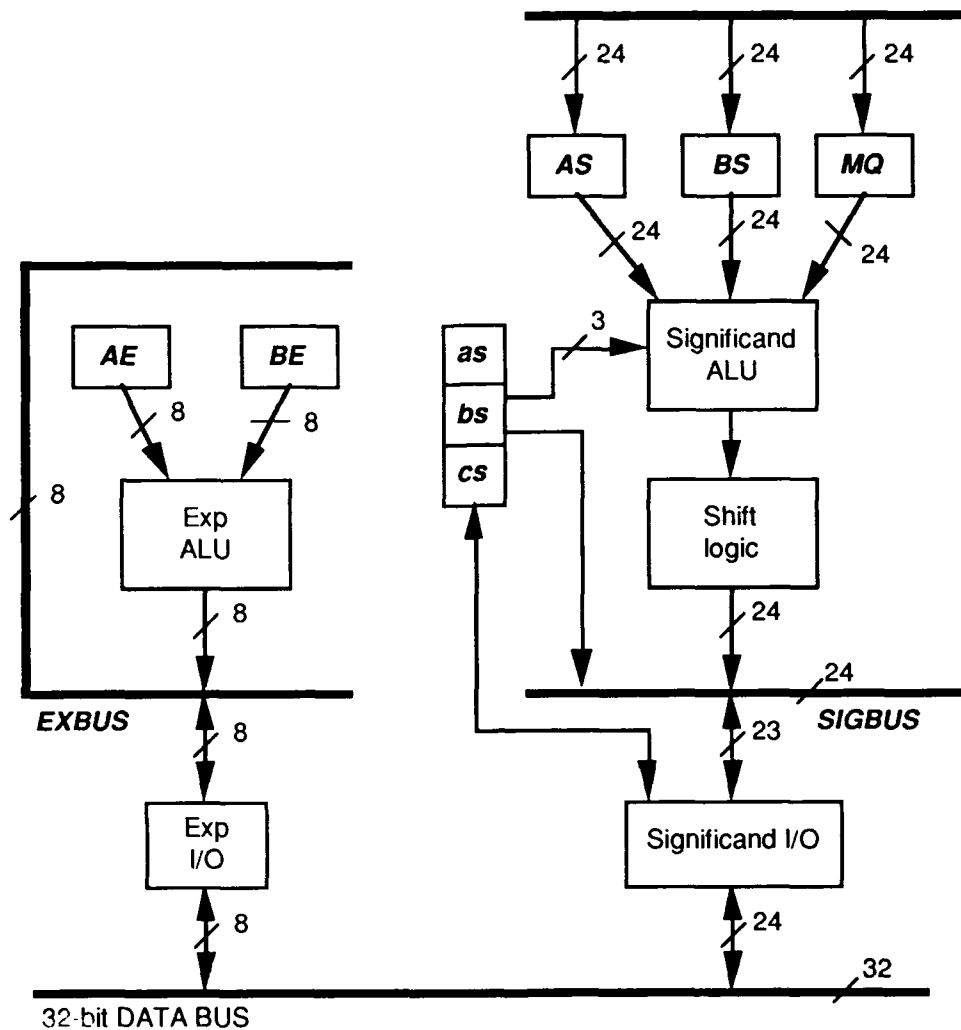 24
24
24
AS
BS
MQ
24
24
24
AE
BE
8
8
as
bs
cs
3
Significand
ALU
8
Exp
ALU
Shift
logic
8
24
24
EXBUS
SIGBUS
8
23
Exp
I/O
Significand I/O
8
24
32
32-bit DATA BUS